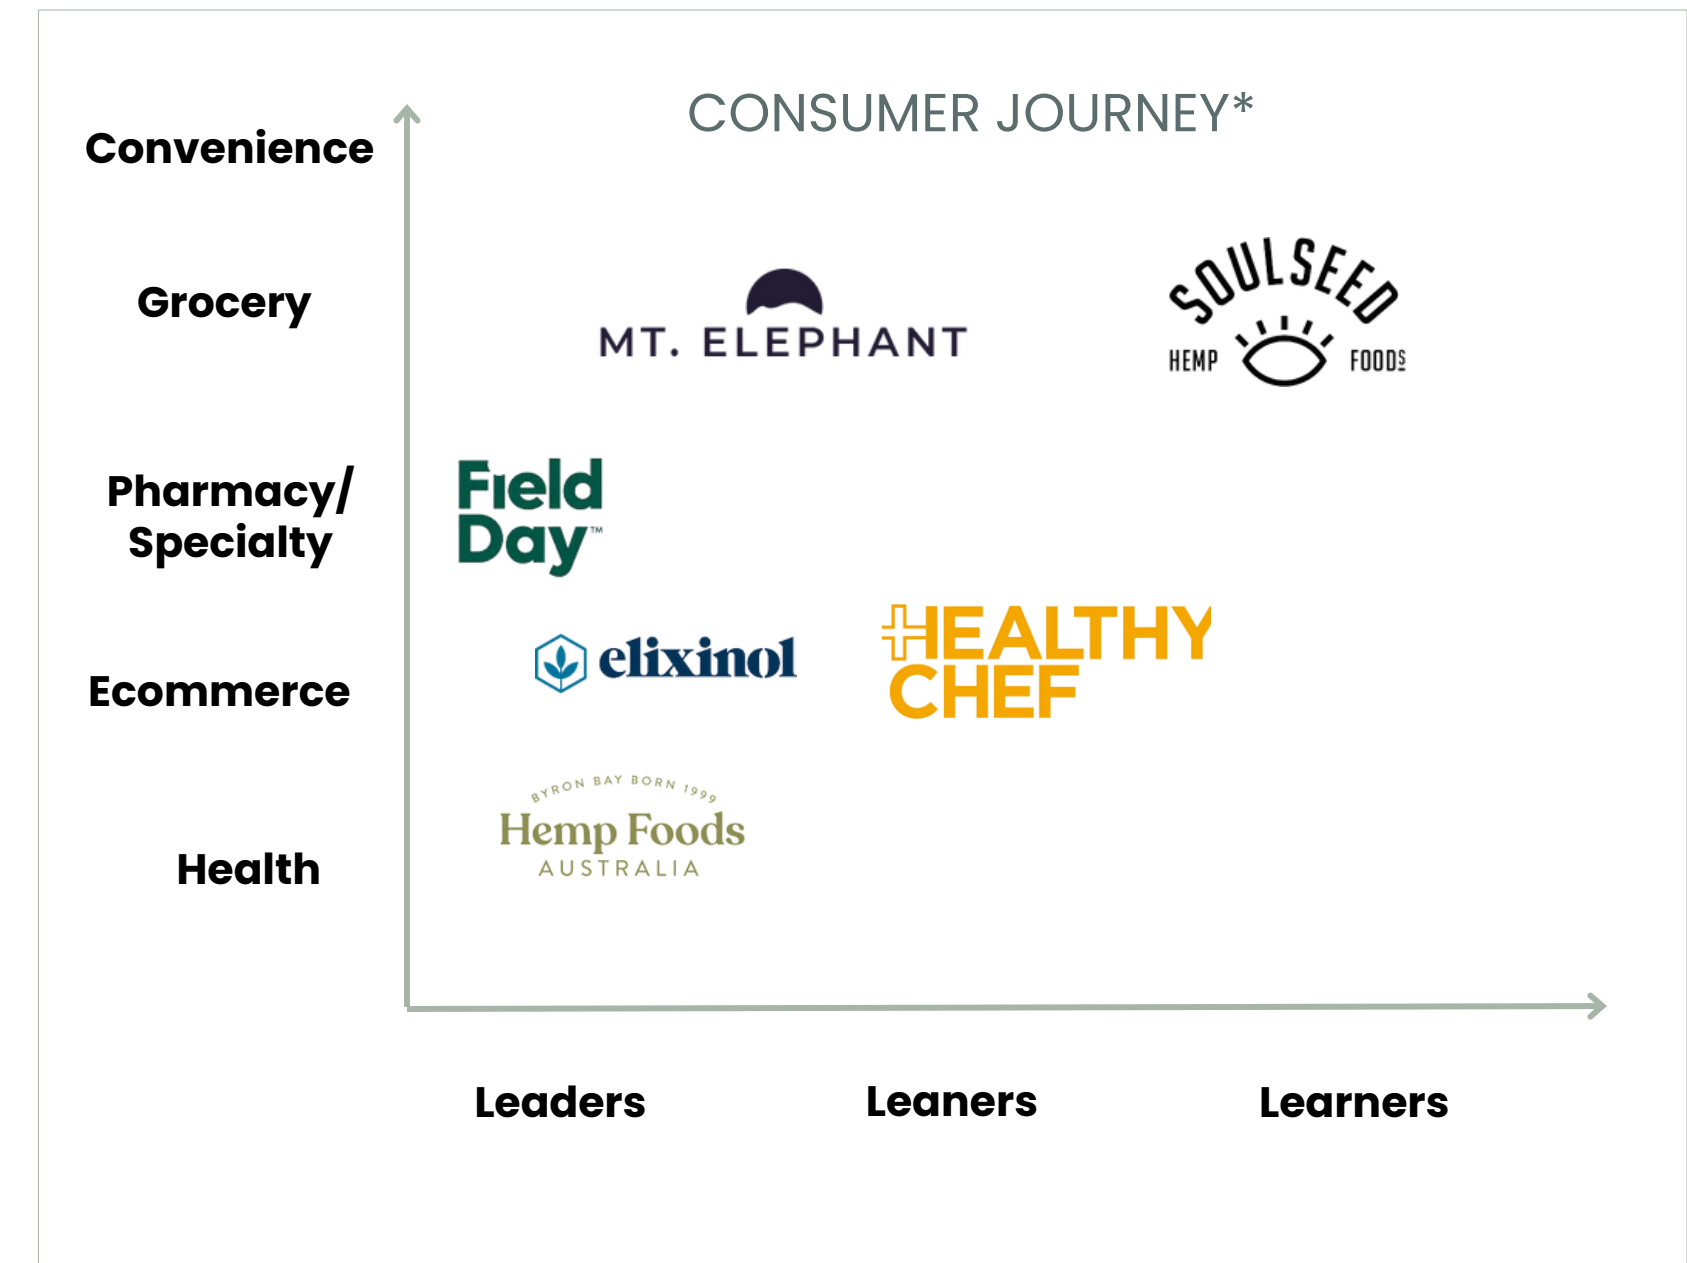 CONSUMER JOURNEY*
Convenience
Grocery
MT. ELEPHANT
SOULSEED
HEMP FOODS
Pharmacy/
Specialty
Field
Day™
Ecommerce
elixinol
HEALTHY
CHEF
Health
BYRON BAY BORN 1999
Hemp Foods
AUSTRALIA
Leaders
Leaners
Learners